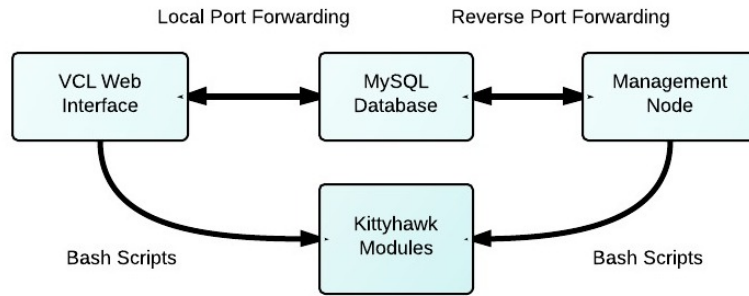 Local Port Forwarding
Reverse Port Forwarding
VCL Web
Interface
MySQL
Database
Management
Node
Kittyhawk
Modules
Bash Scripts
Bash Scripts